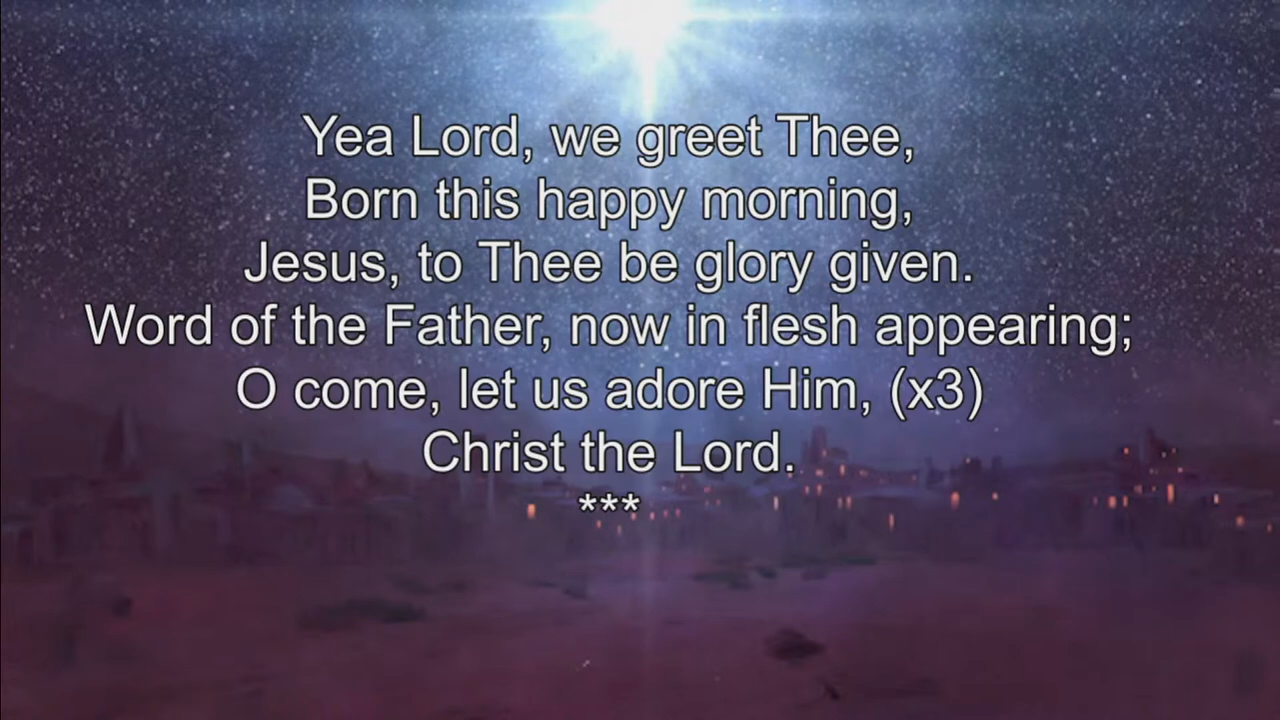 Yea Lord, we greet Thee,
Born this happy morning,
Jesus, to Thee be glory given.
Word of the Father, now in flesh appearing;
O come, let us adore Him, (x3)
Christ the Lord.
***